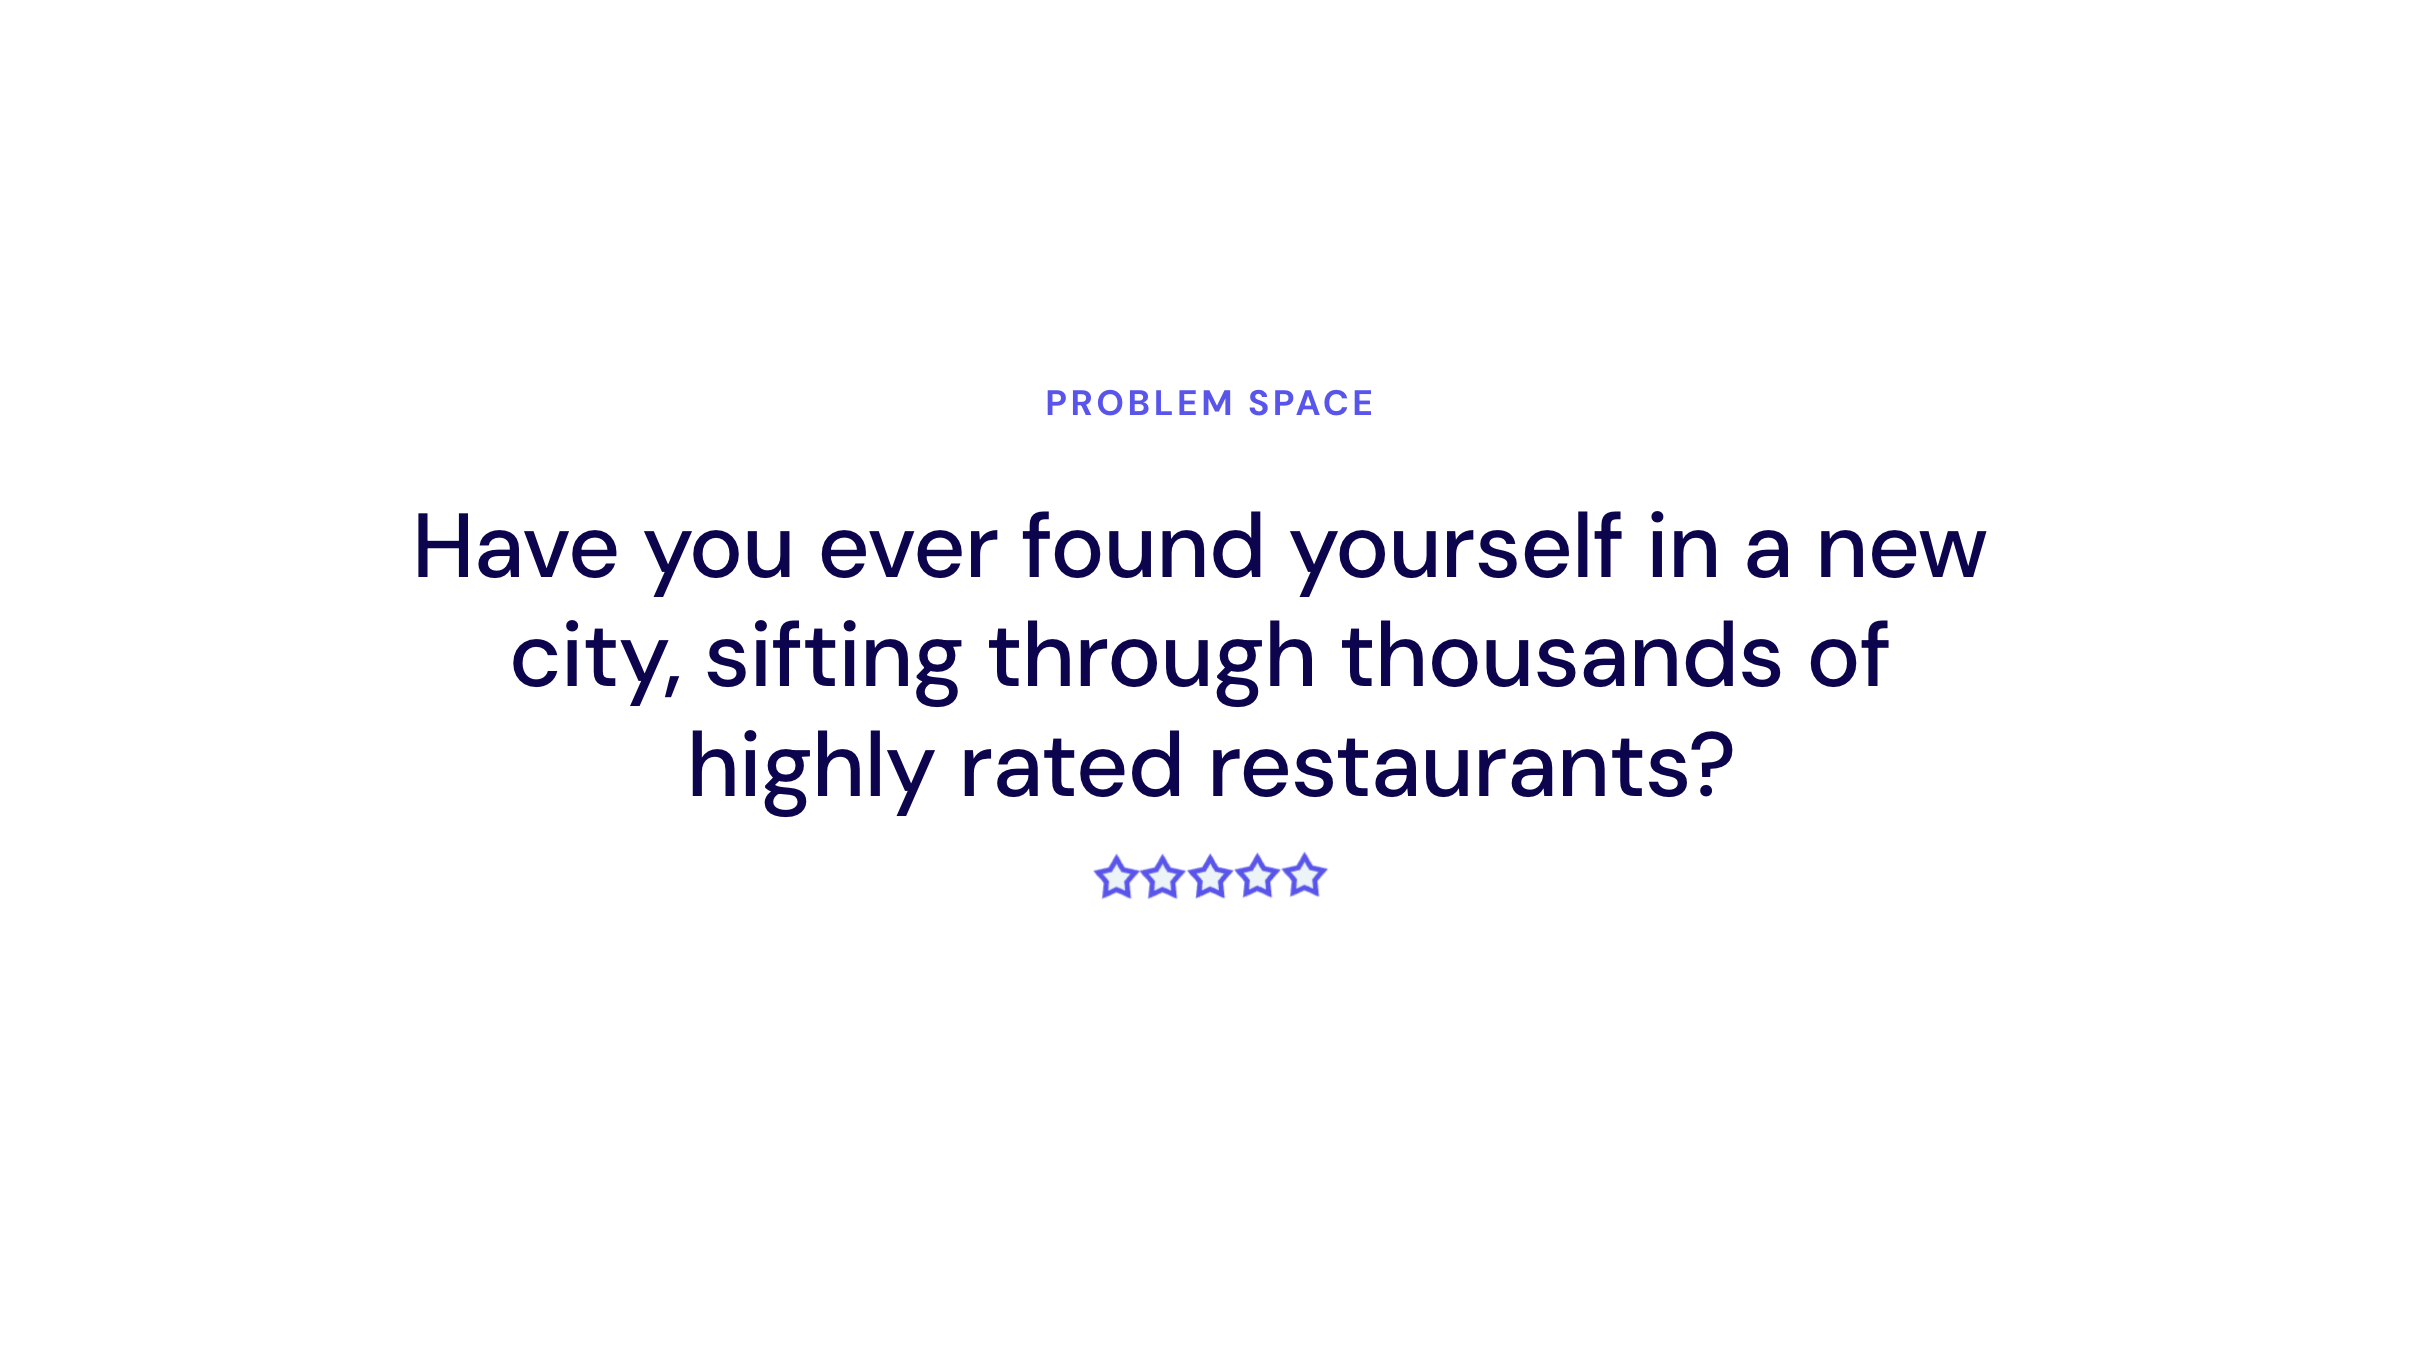 PROBLEM SPACE
Have you ever found yourself in a new
city, sifting through thousands of
highly rated restaurants?